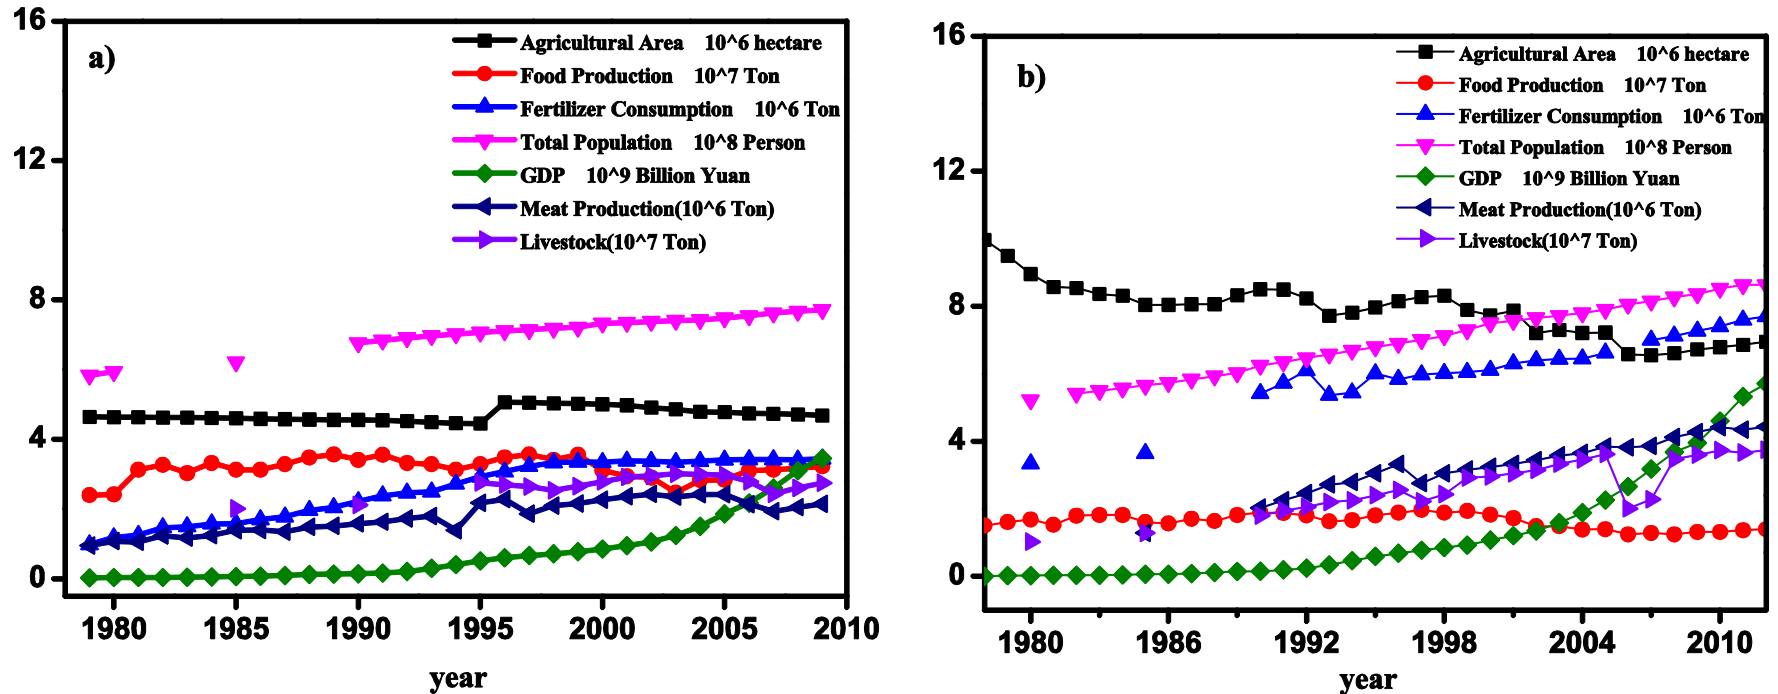 a)
16
12
8
4
0
Agricultural Area 10^6 hectare
Food Production 10^7 Ton
Fertilizer Consumption 10^6 Ton
Total Population 10^8 Person
GDP 10^9 Billion Yuan
Meat Production(10^6 Ton)
Livestock(10^7 Ton)
1980 1985 1990 1995 2000 2005 2010
year
b)
16
12
8
4
0
Agricultural Area 10^6 hectare
Food Production 10^7 Ton
Fertilizer Consumption 10^6 Ton
Total Population 10^8 Person
GDP 10^9 Billion Yuan
Meat Production(10^6 Ton)
Livestock(10^7 Ton)
1980 1986 1992 1998 2004 2010
year